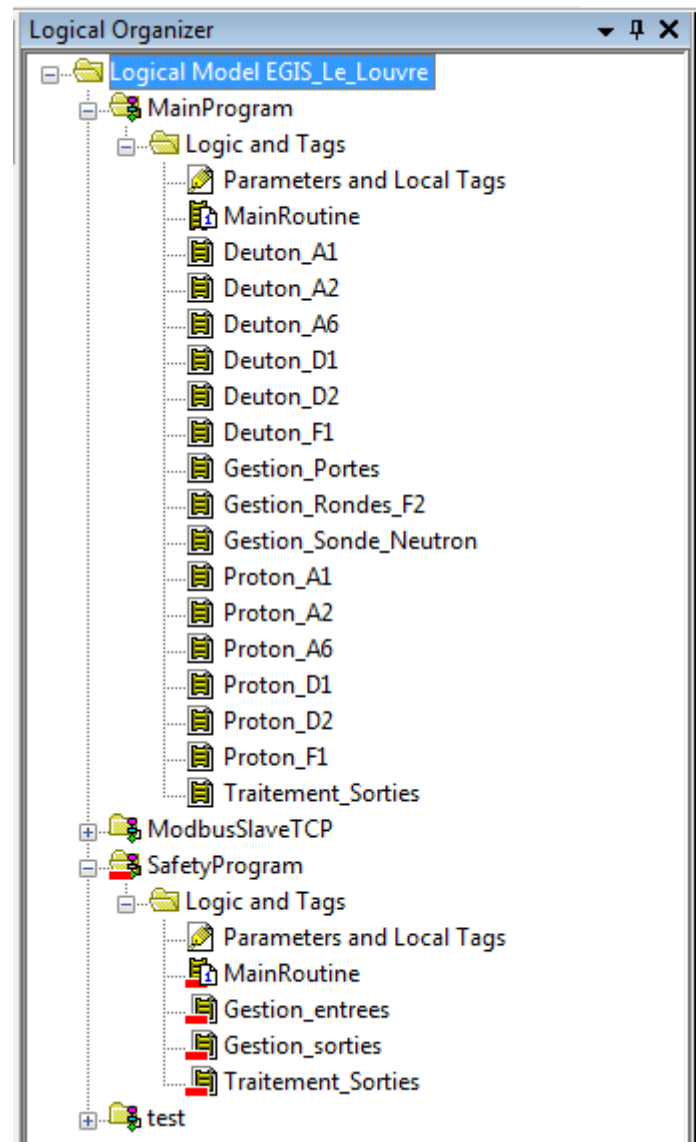 Logical Organizer
Logical Model EGIS_Le_Louvre
MainProgram
Logic and Tags
Parameters and Local Tags
MainRoutine
Deuton_A1
Deuton_A2
Deuton_A6
Deuton_D1
Deuton_D2
Deuton_F1
Gestion_Portes
Gestion_Rondes_F2
Gestion_Sonde_Neutron
Proton_A1
Proton_A2
Proton_A6
Proton_D1
Proton_D2
Proton_F1
Traitement_Sorties
ModbusSlaveTCP
SafetyProgram
Logic and Tags
Parameters and Local Tags
MainRoutine
Gestion_entrees
Gestion_sorties
Traitement_Sorties
test